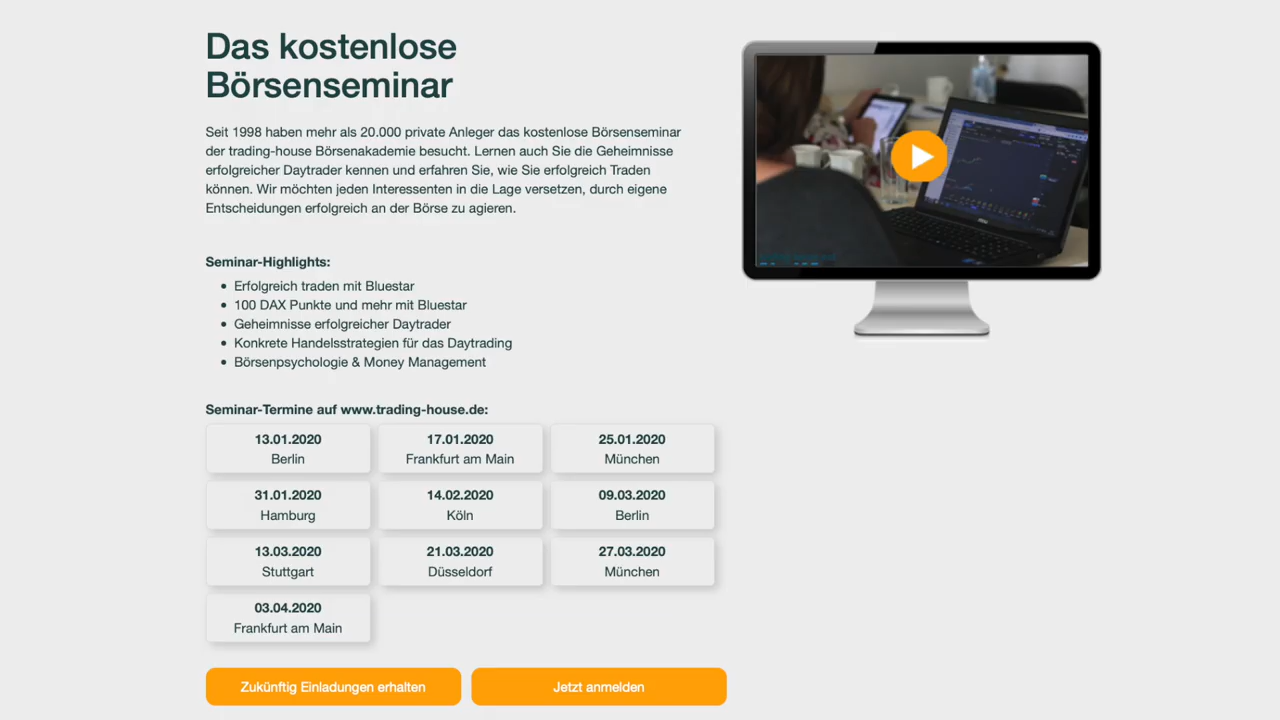 Das kostenlose
Börsenseminar
Seit 1998 haben mehr als 20.000 private Anleger das kostenlose Börsenseminar
der trading-house Börsenakademie besucht. Lernen auch Sie die Geheimnisse
erfolgreicher Daytrader kennen und erfahren Sie, wie Sie erfolgreich Traden
können. Wir möchten jeden Interessenten in die Lage versetzen, durch eigene
Entscheidungen erfolgreich an der Börse zu agieren.
Seminar-Highlights:
• Erfolgreich traden mit Bluestar
• 100 DAX Punkte und mehr mit Bluestar
• Geheimnisse erfolgreicher Daytrader
• Konkrete Handelsstrategien für das Daytrading
• Börsenpsychologie & Money Management
Seminar-Termine auf www.trading-house.de:
13.01.2020
Berlin
17.01.2020
Frankfurt am Main
25.01.2020
München
31.01.2020
Hamburg
14.02.2020
Köln
09.03.2020
Berlin
13.03.2020
Stuttgart
21.03.2020
Düsseldorf
27.03.2020
München
03.04.2020
Frankfurt am Main
Zukünftig Einladungen erhalten
Jetzt anmelden